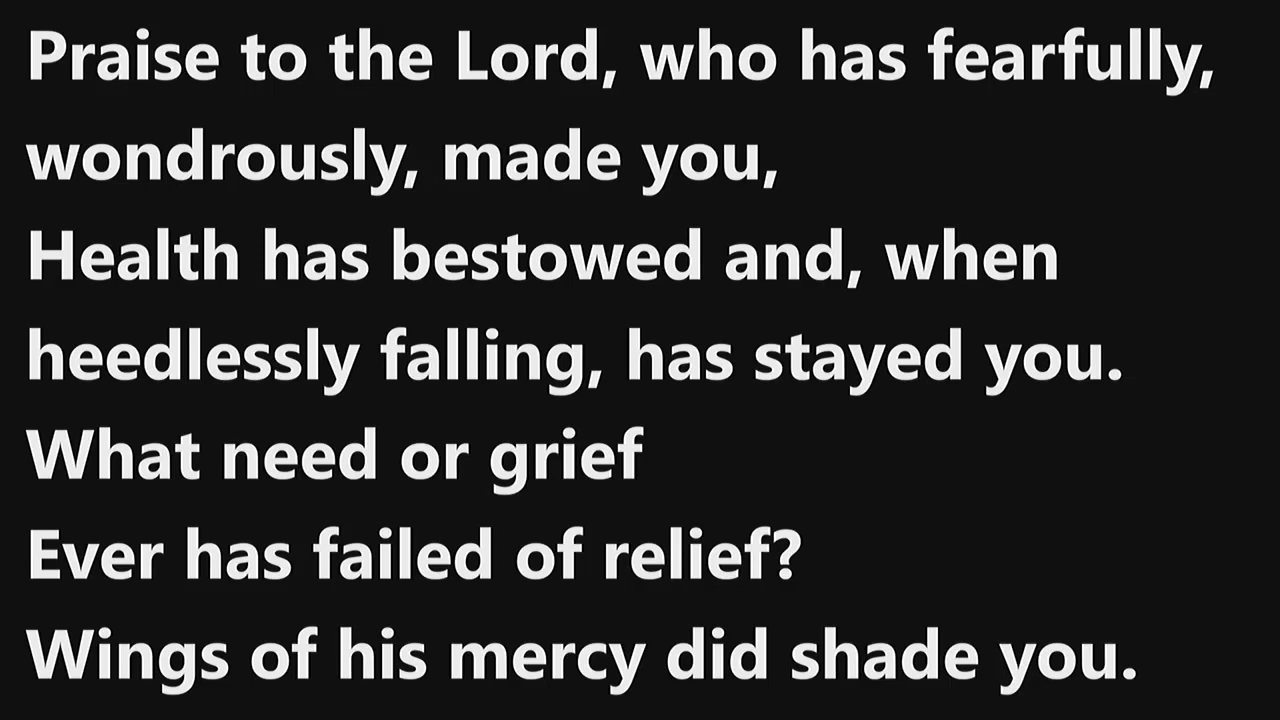 Praise to the Lord, who has fearfully,
wondrously, made you,
Health has bestowed and, when
heedlessly falling, has stayed you.
What need or grief
Ever has failed of relief?
Wings of his mercy did shade you.